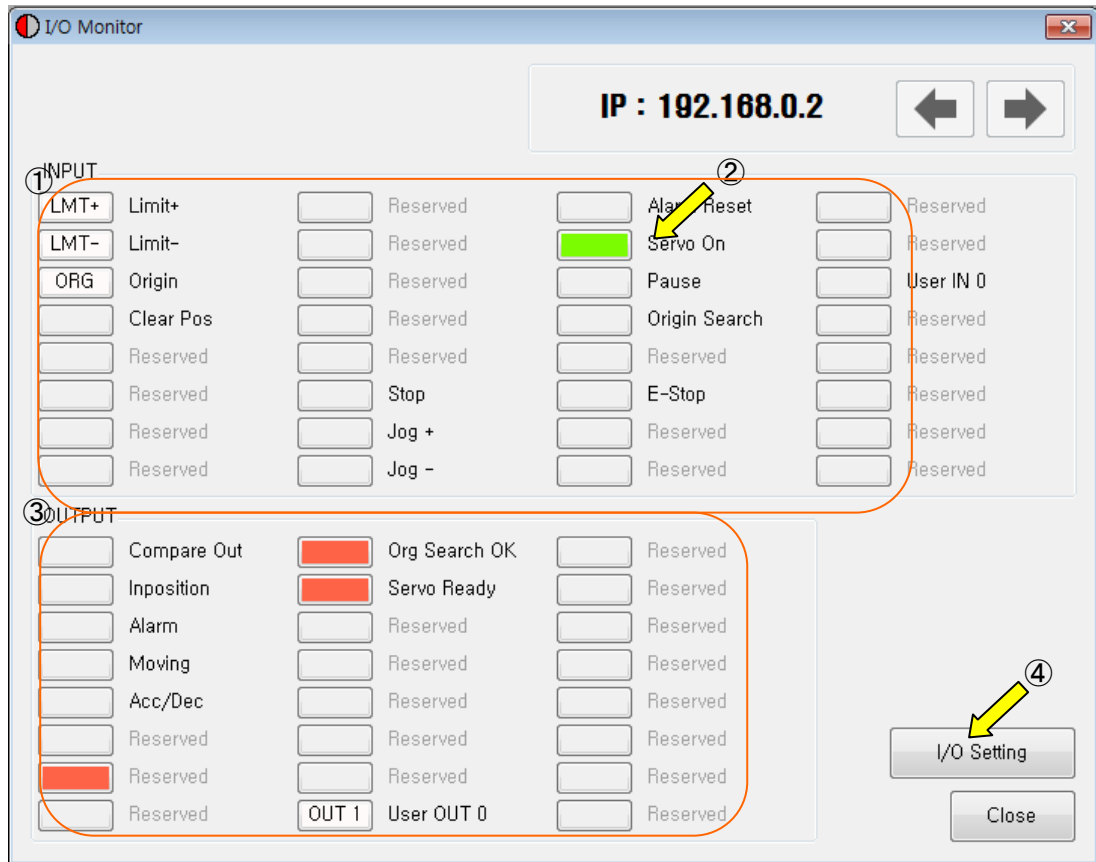 I/O Monitor
IP : 192.168.0.2
① INPUT ②
LMT+ Limit+ Reserved Alarm Reset Reserved
LMT- Limit- Reserved Servo On Reserved
ORG Origin Reserved Pause User IN 0
Clear Pos Reserved Origin Search Reserved
Reserved Reserved Reserved Reserved
Reserved Stop E-Stop Reserved
Reserved Jog + Reserved Reserved
Reserved Jog - Reserved Reserved
③ OUTPUT
Compare Out Org Search OK Reserved
Inposition Servo Ready Reserved
Alarm Reserved Reserved
Moving Reserved Reserved
④
Acc/Dec Reserved Reserved
Reserved Reserved Reserved
I/O Setting
Reserved Reserved Reserved
Reserved OUT 1 User OUT 0 Reserved
Close